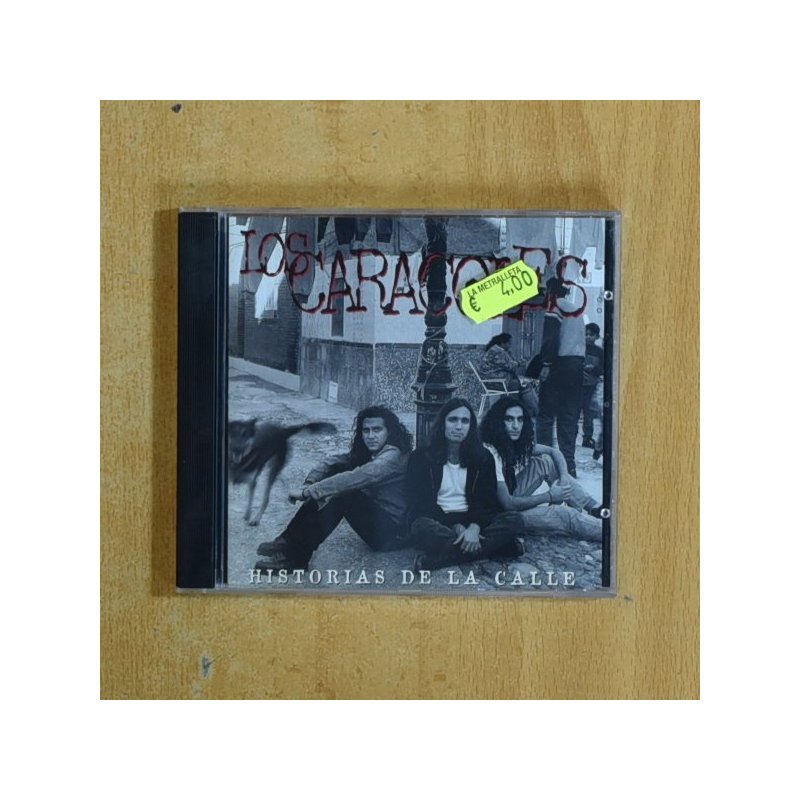 LOS
CARACOLES
LA METRALLETA
€ 4,00
HISTORIAS DE LA CALLE